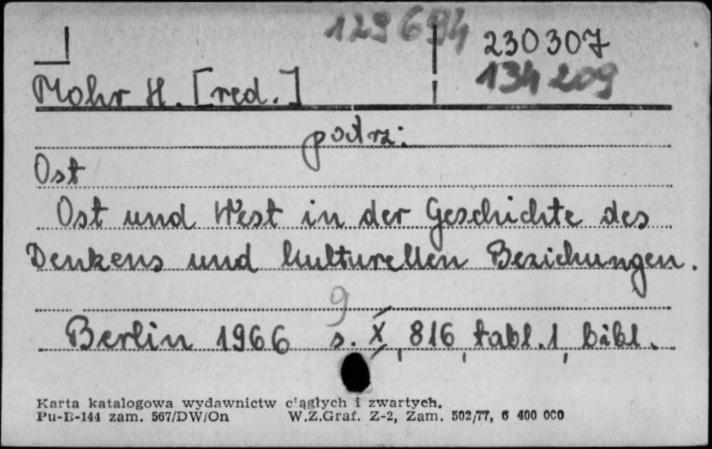 129694
230307
134209
Mohr H. [red.]
patrz:
Ost
Ost und West in der Geschichte des
Denkens und kulturellen Beziehungen.
9
Berlin 1966 s. X, 816, tabl. 1, bibl.
Karta katalogowa wydawnictw ciągłych i zwartych.
Pu-B-144 zam. 567/DW/On W.Z.Graf. Z-2, Zam. 502/77, 6 400 000